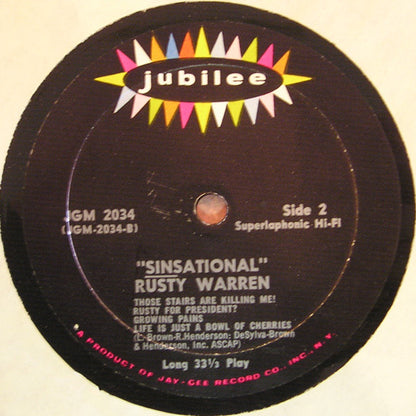 jubilee
JGM 2034
(JGM-2034-B)
Side 2
Superlaphonic Hi-Fi
"SINSATIONAL"
RUSTY WARREN
THOSE STAIRS ARE KILLING ME!
RUSTY FOR PRESIDENT?
GROWING PAINS
LIFE IS JUST A BOWL OF CHERRIES
(L. Brown-R.Henderson: DeSylva-Brown
& Henderson, Inc. ASCAP)
Long 33⅓ Play
A PRODUCT OF JAY-GEE RECORD CO., INC., N. Y.